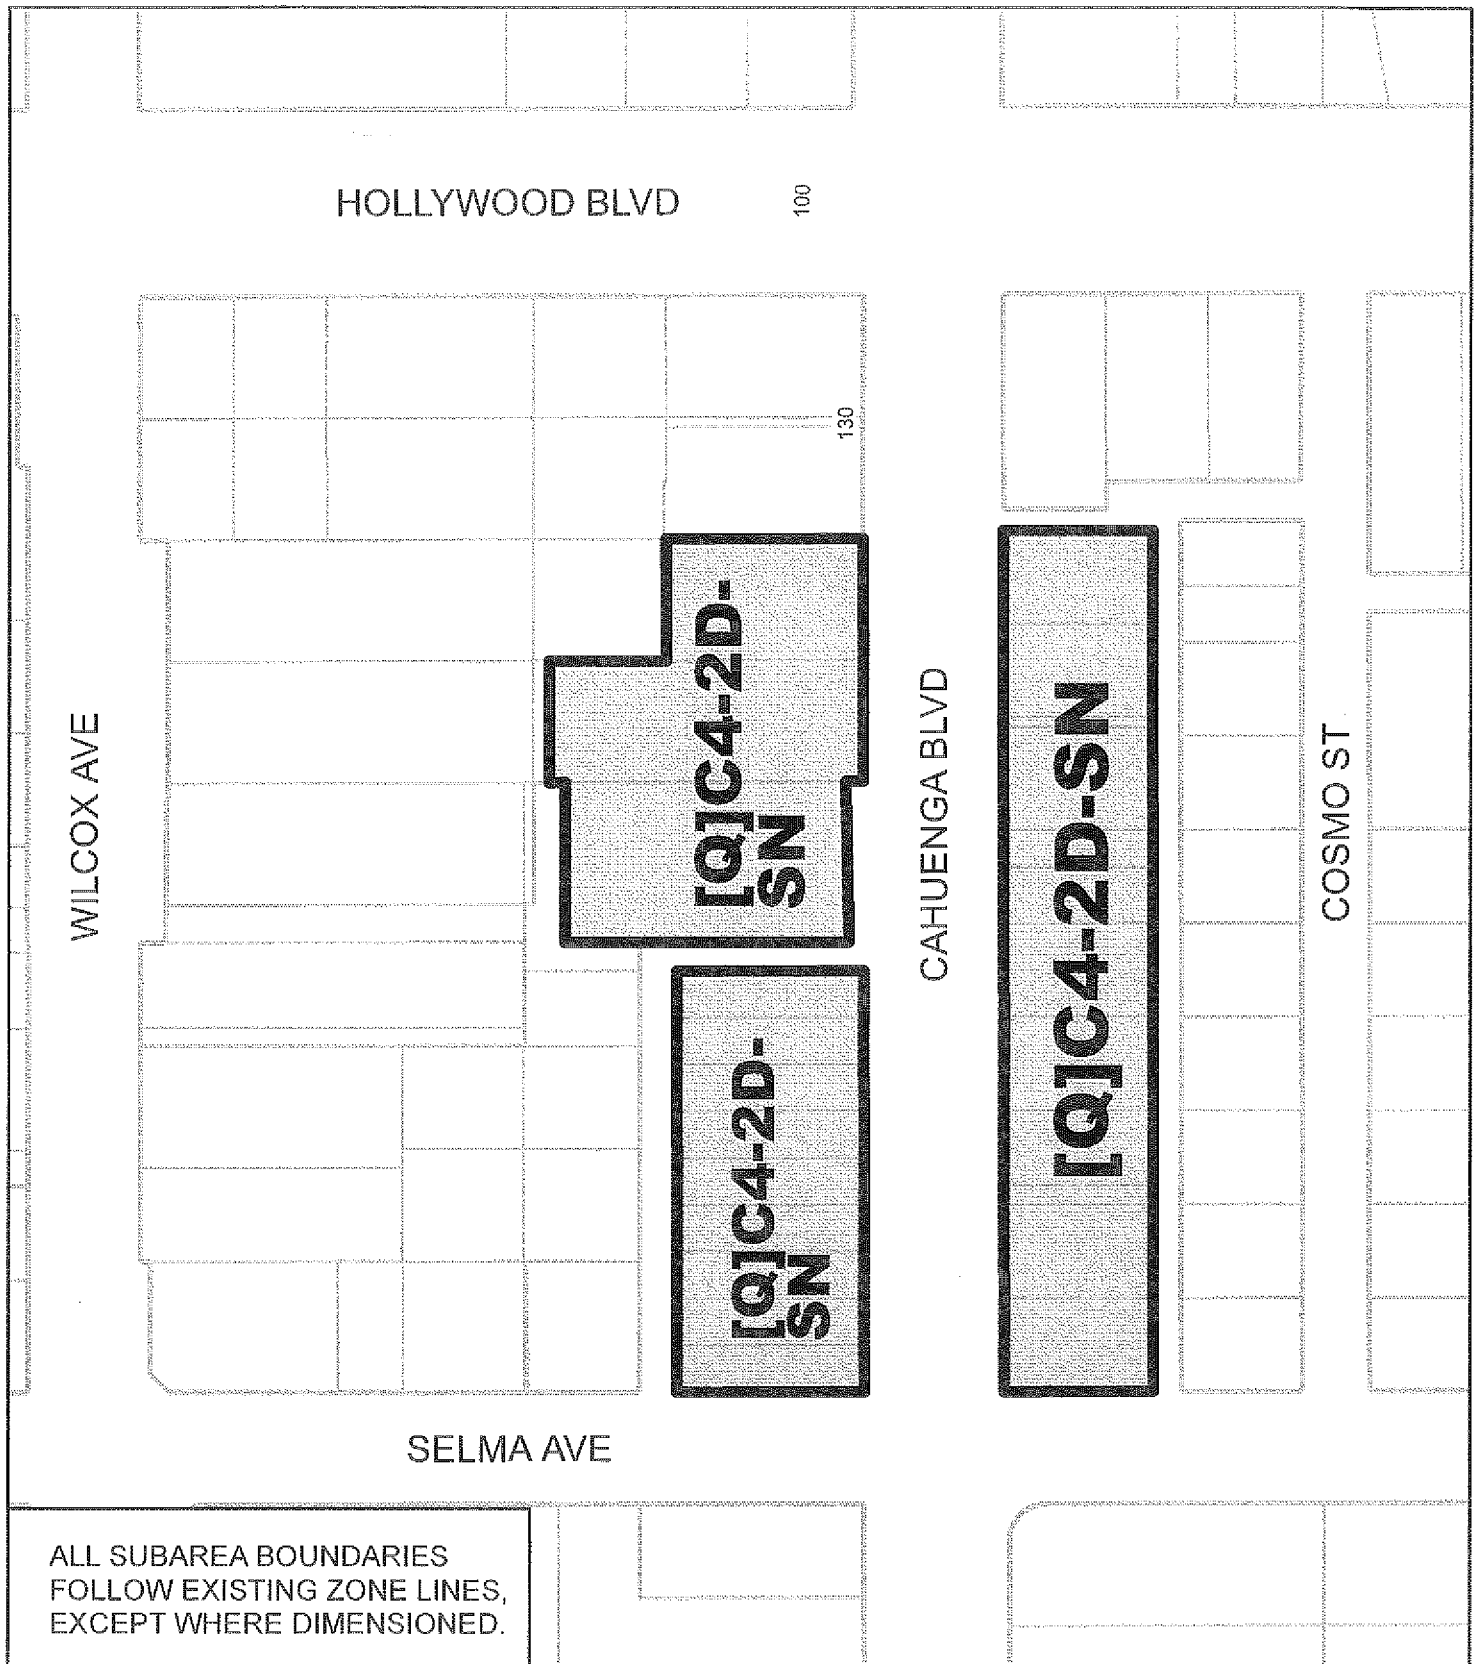 HOLLYWOOD BLVD
100
130
WILCOX AVE
[Q]C4-2D-
SN
CAHUENGA BLVD
[Q]C4-2D-SN
COSMO ST
[Q]C4-2D-
SN
SELMA AVE
ALL SUBAREA BOUNDARIES
FOLLOW EXISTING ZONE LINES,
EXCEPT WHERE DIMENSIONED.